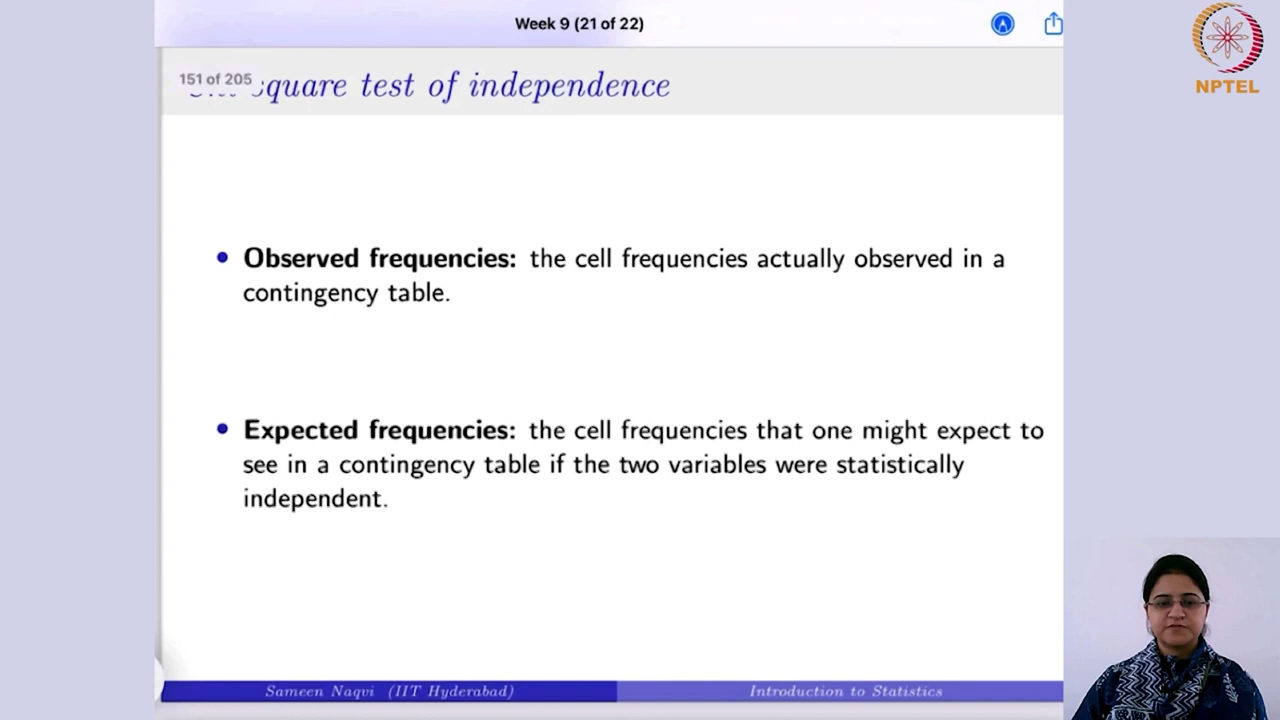 Week 9 (21 of 22)
NPTEL
151 of 205
square test of independence
• Observed frequencies: the cell frequencies actually observed in a
contingency table.
• Expected frequencies: the cell frequencies that one might expect to
see in a contingency table if the two variables were statistically
independent.
Sameen Naqvi (IIT Hyderabad) Introduction to Statistics